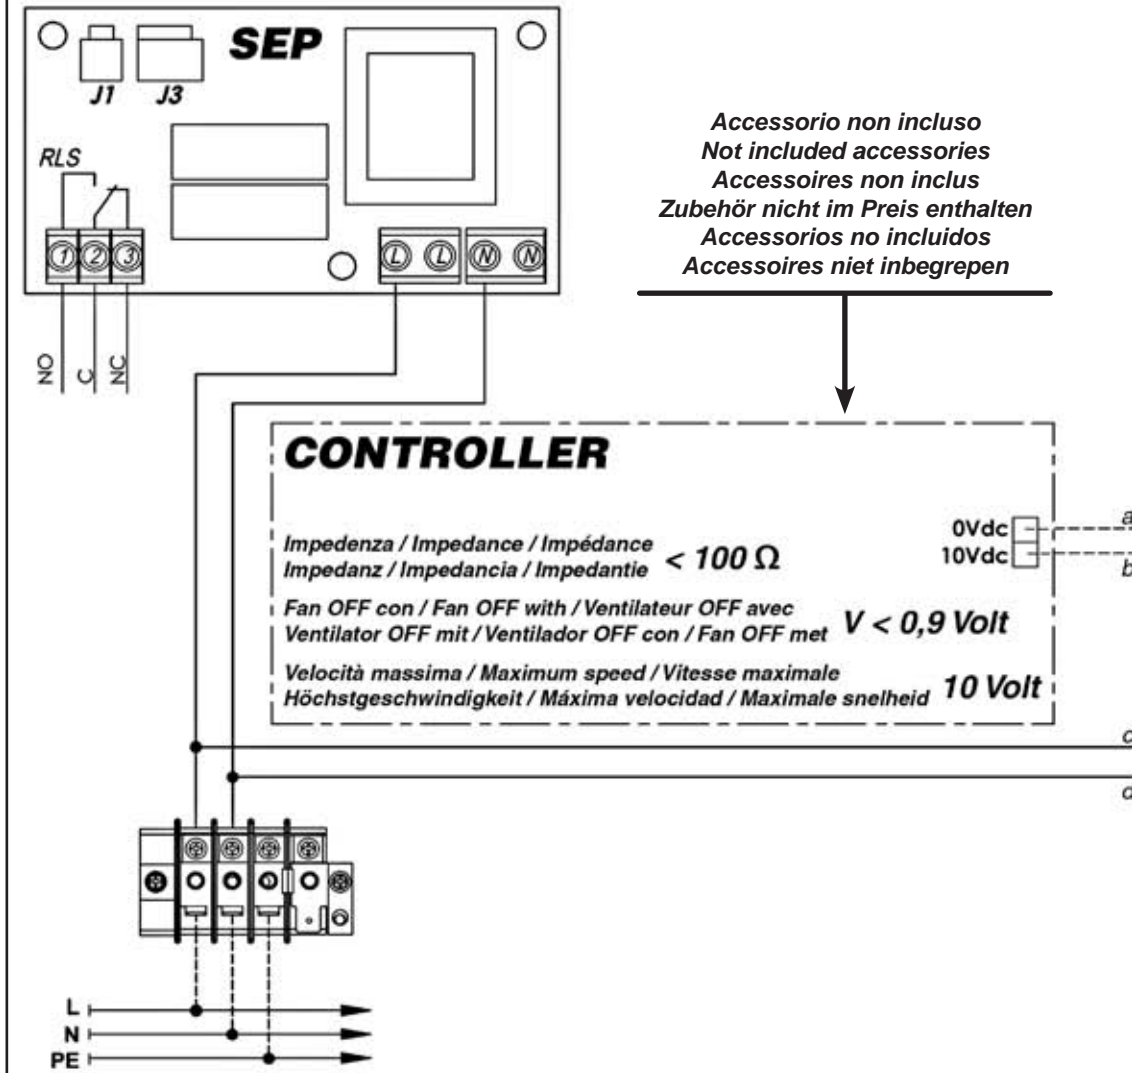 SEP
J1 J3
RLS
1 2 3
L L N N
NO C NC
Accessorio non incluso
Not included accessories
Accessoires non inclus
Zubehör nicht im Preis enthalten
Accessorios no incluidos
Accessoires niet inbegrepen
CONTROLLER
0Vdc
10Vdc
a
b
Impedenza / Impedance / Impédance
Impedanz / Impedancia / Impedantie < 100 Ω
Fan OFF con / Fan OFF with / Ventilateur OFF avec
Ventilator OFF mit / Ventilador OFF con / Fan OFF met V < 0,9 Volt
Velocità massima / Maximum speed / Vitesse maximale
Höchstgeschwindigkeit / Máxima velocidad / Maximale snelheid 10 Volt
L
N
PE